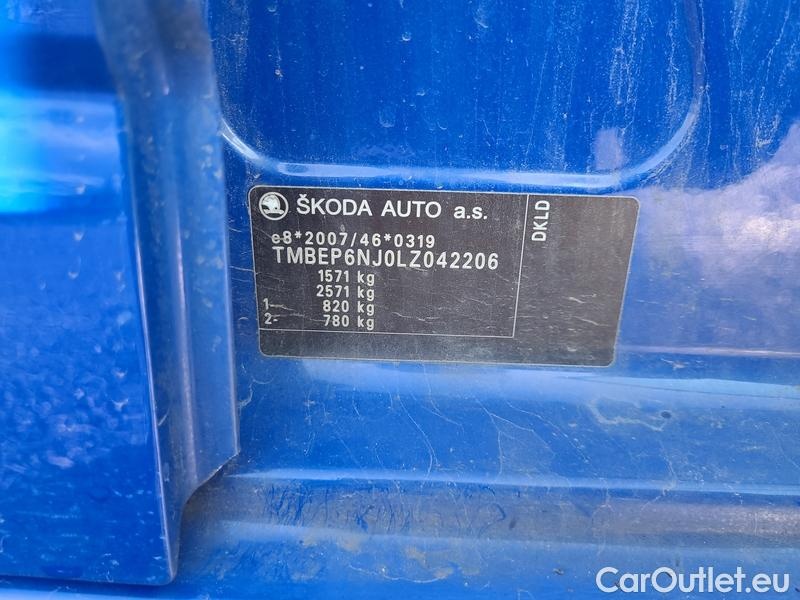 ŠKODA AUTO a.s.
e8*2007/46*0319
TMBEP6NJ0LZ042206
1571 kg
2571 kg
1- 820 kg
2- 780 kg
DKLD
CarOutlet.eu